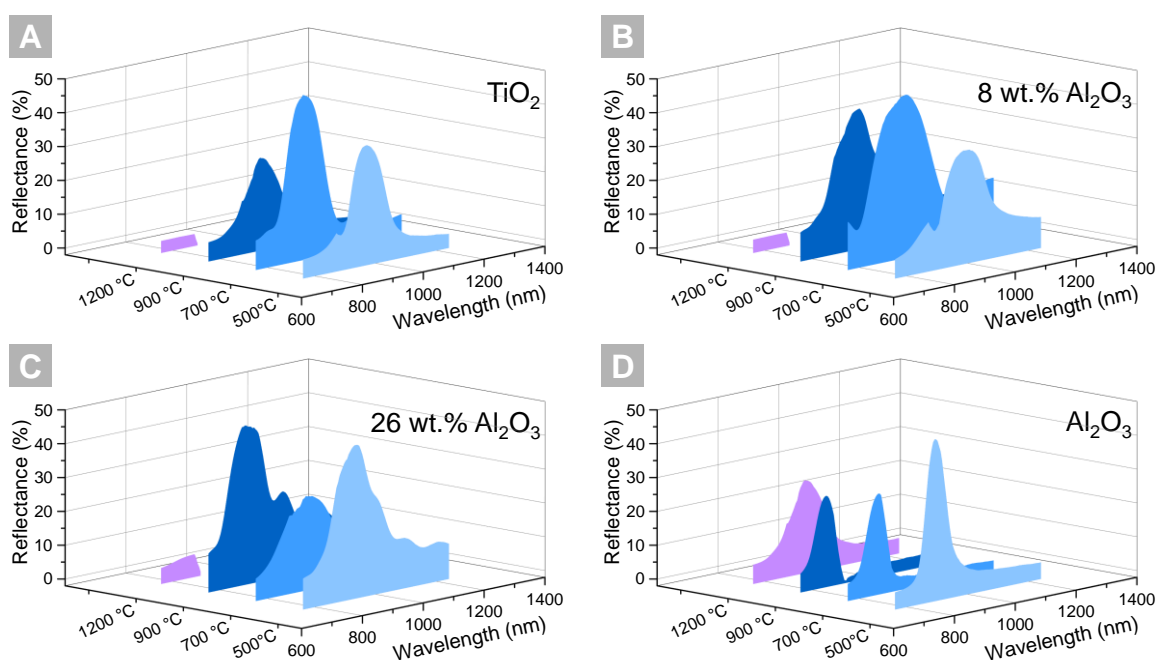 A
TiO2
Reflectance (%)
50
40
30
20
10
0
1200 °C
900 °C
700 °C
500°C
600
800
1000
1200
1400
Wavelength (nm)
B
8 wt.% Al2O3
Reflectance (%)
50
40
30
20
10
0
1200 °C
900 °C
700 °C
500°C
600
800
1000
1200
1400
Wavelength (nm)
C
26 wt.% Al2O3
Reflectance (%)
50
40
30
20
10
0
1200 °C
900 °C
700 °C
500°C
600
800
1000
1200
1400
Wavelength (nm)
D
Al2O3
Reflectance (%)
50
40
30
20
10
0
1200 °C
900 °C
700 °C
500°C
600
800
1000
1200
1400
Wavelength (nm)